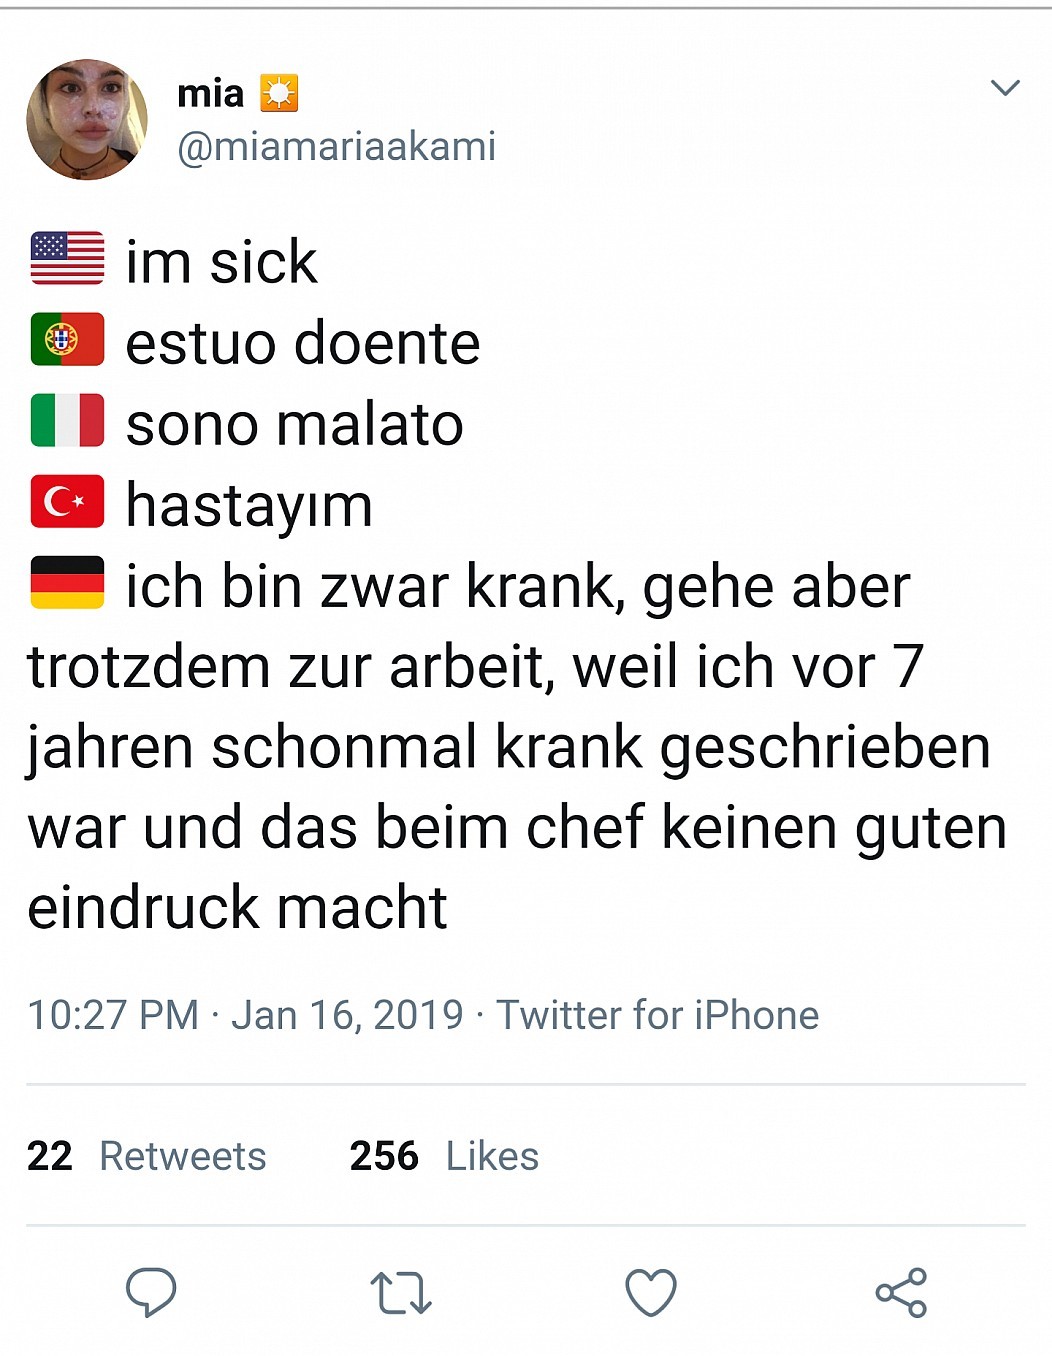 mia ☀️
@miamariaakami
🇺🇸 im sick
🇵🇹 estuo doente
🇮🇹 sono malato
🇹🇷 hastayım
🇩🇪 ich bin zwar krank, gehe aber
trotzdem zur arbeit, weil ich vor 7
jahren schonmal krank geschrieben
war und das beim chef keinen guten
eindruck macht
10:27 PM · Jan 16, 2019 · Twitter for iPhone
22 Retweets 256 Likes